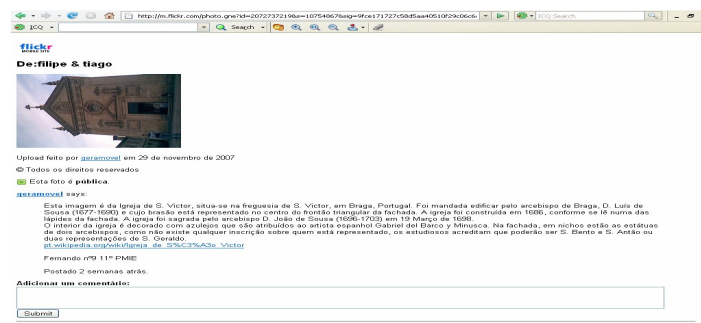 http://m.flickr.com/photo.gne?id=2072737219&a=1075486?&sig=9fce171727c58d5aa40510f29c06c6
ICQ Search
ICQ
Search
flickr
MOBILE SITE
De:filipe & tiago
Upload feito por geramovel em 29 de novembro de 2007
© Todos os direitos reservados
Esta foto é pública.
geramovel says:
Esta imagem é da Igreja de S. Victor, situa-se na freguesia de S. Victor, em Braga, Portugal. Foi mandada edificar pelo arcebispo de Braga, D. Luís de
Sousa (1677-1690) e cujo brasão está representado no centro do frontão triangular da fachada. A igreja foi construída em 1686, conforme se lê numa das
lápides da fachada. A igreja foi sagrada pelo arcebispo D. João de Sousa (1696-1703) em 19 Março de 1698.
O interior da igreja é decorado com azulejos que são atribuídos ao artista espanhol Gabriel del Barco y Minusca. Na fachada, em nichos estão as estátuas
de dois arcebispos, como não existe qualquer inscrição sobre quem está representado, os estudiosos acreditam que poderão ser S. Bento e S. Antão ou
duas representações de S. Geraldo.
pt.wikipedia.org/wiki/Igreja_de_S%C3%A3o_Victor
Fernando nº9 11º PMIE
Postado 2 semanas atrás.
Adicionar um comentário:
Submit